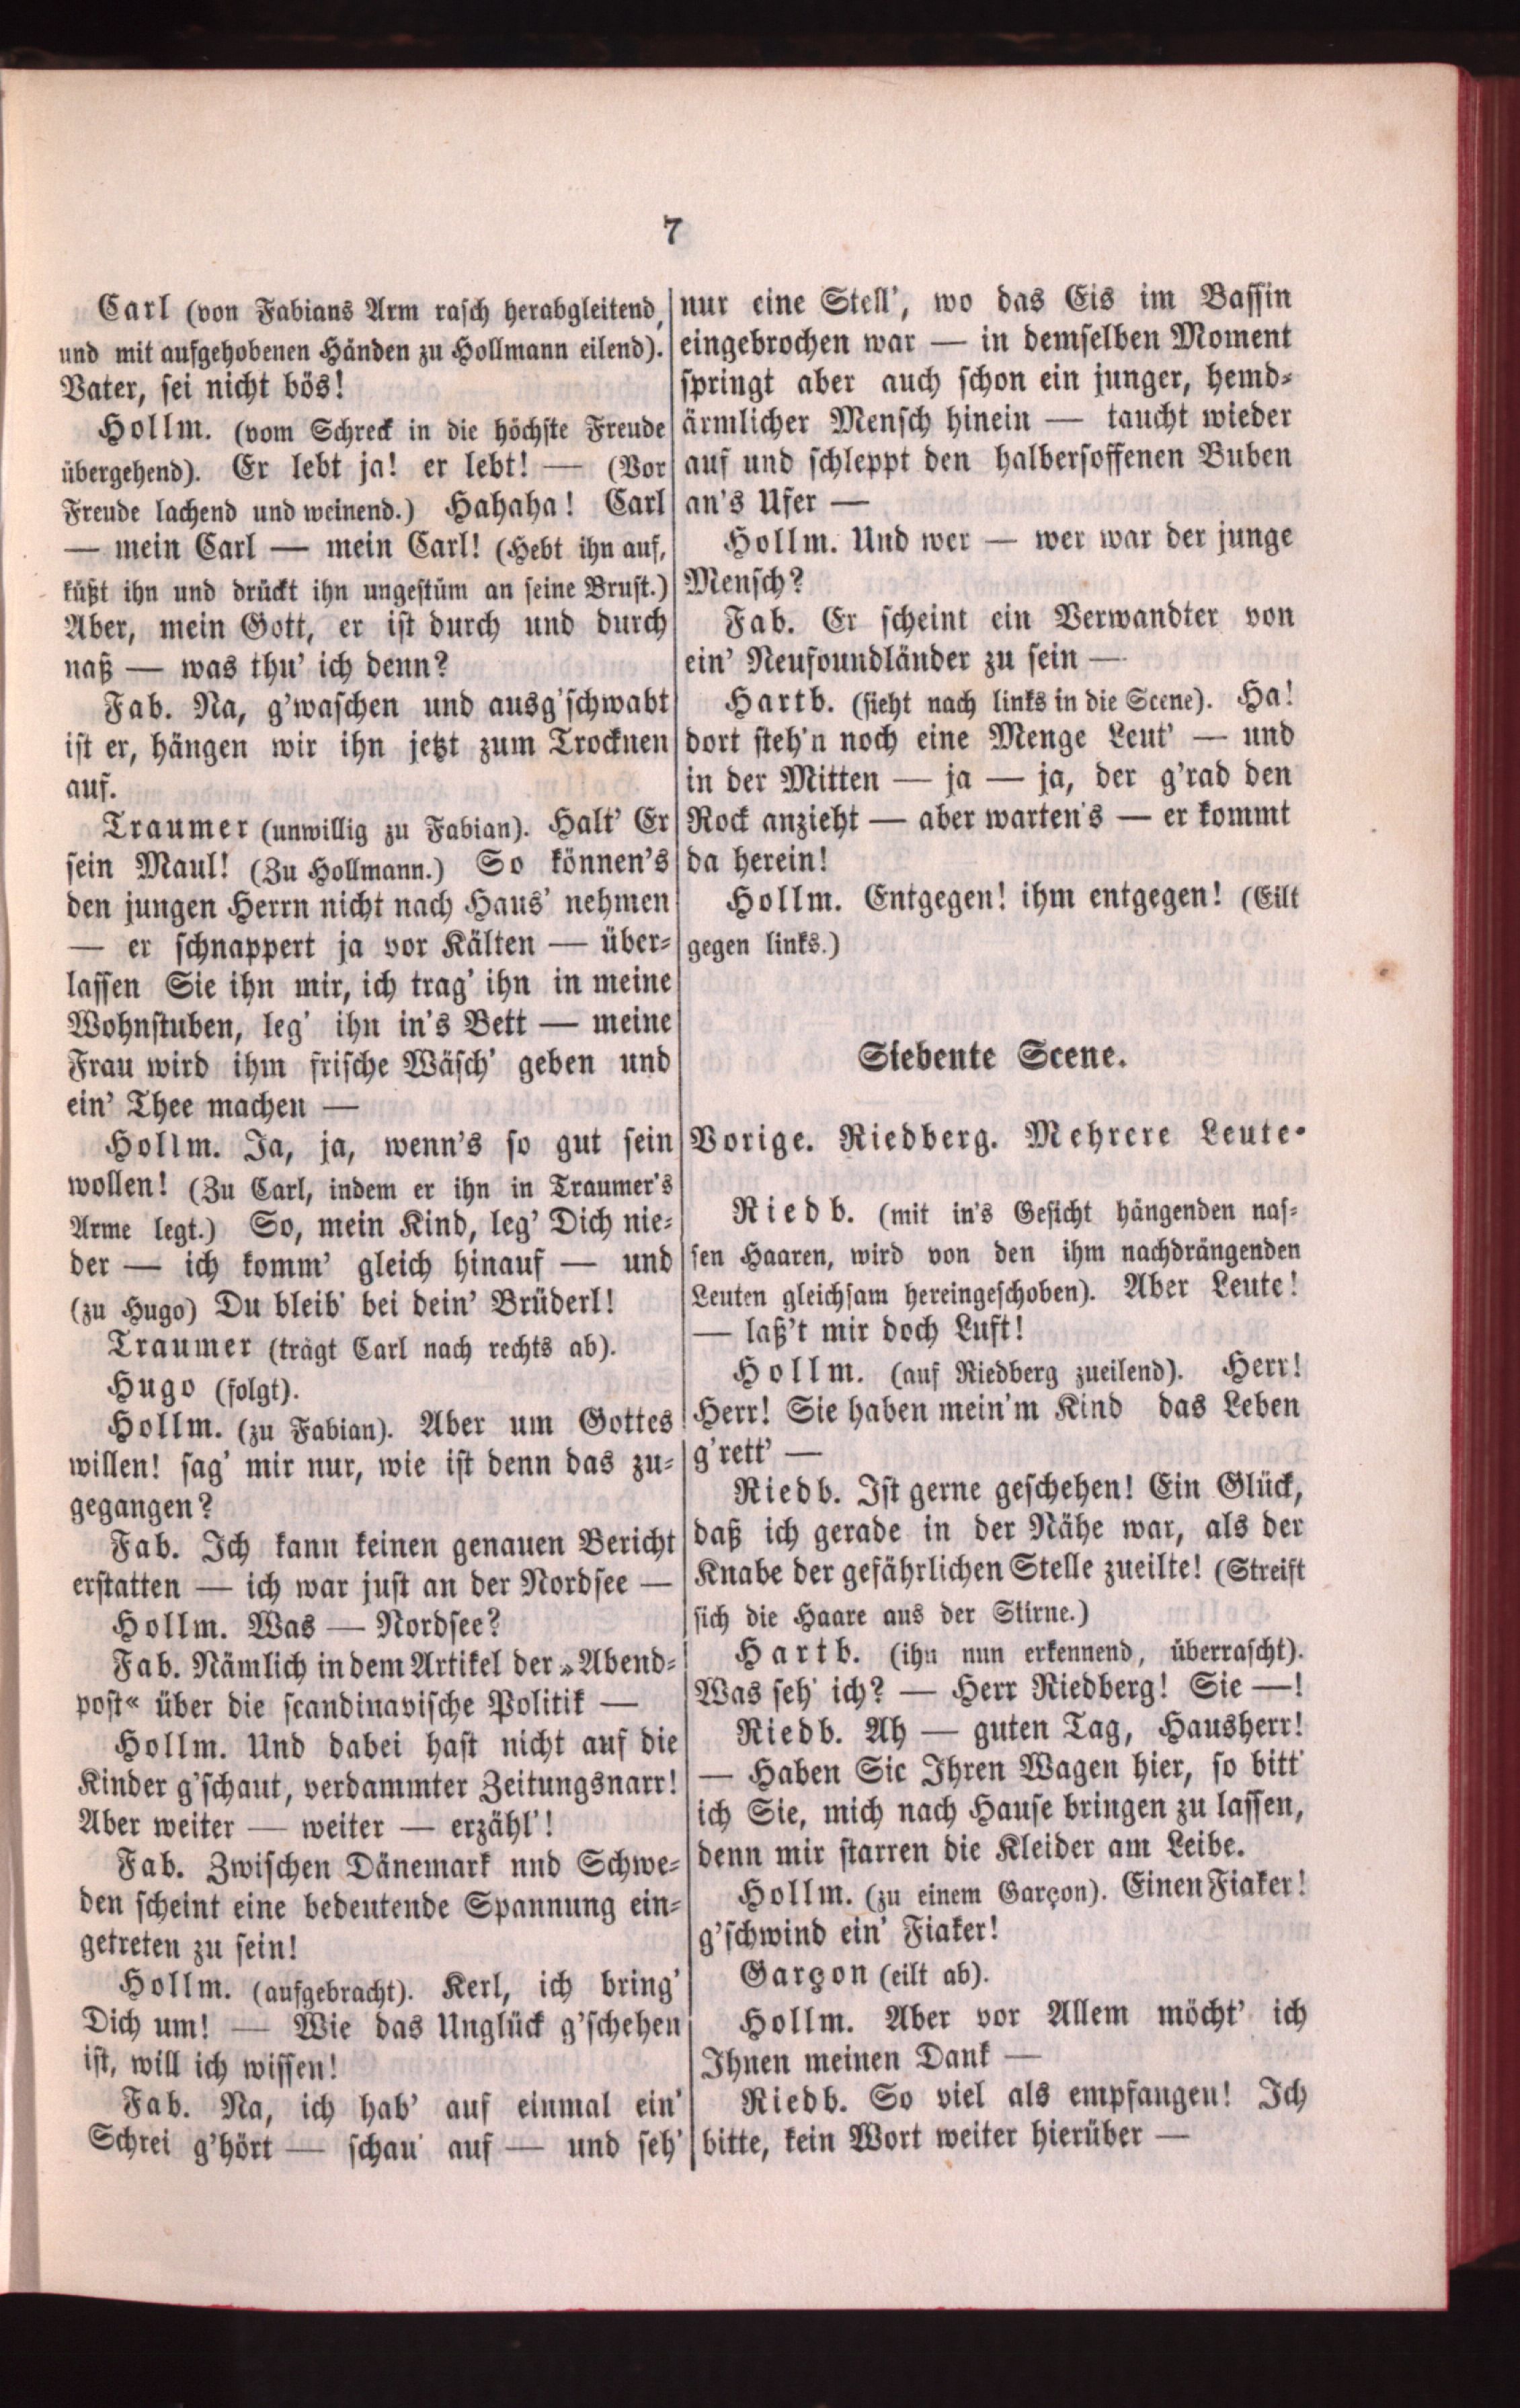 7
Carl (von Fabians Arm rasch herabgleitend,
und mit aufgehobenen Händen zu Hollmann eilend).
Vater, sei nicht bös!
Hollm. (vom Schreck in die höchste Freude
übergehend). Er lebt ja! er lebt! — (Vor
Freude lachend und weinend.) Hahaha! Carl
— mein Carl — mein Carl! (Hebt ihn auf,
küßt ihn und drückt ihn ungestüm an seine Brust.)
Aber, mein Gott, er ist durch und durch
naß — was thu' ich denn?
Fab. Na, g'waschen und ausg'schwabt
ist er, hängen wir ihn jetzt zum Trocknen
auf.
Traumer (unwillig zu Fabian). Halt' Er
sein Maul! (Zu Hollmann.) So können's
den jungen Herrn nicht nach Haus' nehmen
— er schnappert ja vor Kälten — über-
lassen Sie ihn mir, ich trag' ihn in meine
Wohnstuben, leg' ihn in's Bett — meine
Frau wird ihm frische Wäsch' geben und
ein' Thee machen —
Hollm. Ja, ja, wenn's so gut sein
wollen! (Zu Carl, indem er ihn in Traumer's
Arme legt.) So, mein Kind, leg' Dich nie-
der — ich komm' gleich hinauf — und
(zu Hugo) Du bleib' bei dein' Brüderl!
Traumer (trägt Carl nach rechts ab).
Hugo (folgt).
Hollm. (zu Fabian). Aber um Gottes
willen! sag' mir nur, wie ist denn das zu-
gegangen?
Fab. Ich kann keinen genauen Bericht
erstatten — ich war just an der Nordsee —
Hollm. Was — Nordsee?
Fab. Nämlich in dem Artikel der »Abend-
post« über die scandinavische Politik —
Hollm. Und dabei hast nicht auf die
Kinder g'schaut, verdammter Zeitungsnarr!
Aber weiter — weiter — erzähl'!
Fab. Zwischen Dänemark nnd Schwe-
den scheint eine bedeutende Spannung ein-
getreten zu sein!
Hollm. (aufgebracht). Kerl, ich bring'
Dich um! — Wie das Unglück g'schehen
ist, will ich wissen!
Fab. Na, ich hab' auf einmal ein'
Schrei g'hört — schau' auf — und seh'
nur eine Stell', wo das Eis im Bassin
eingebrochen war — in demselben Moment
springt aber auch schon ein junger, hemd-
ärmlicher Mensch hinein — taucht wieder
auf und schleppt den halbersoffenen Buben
an's Ufer —
Hollm. Und wer — wer war der junge
Mensch?
Fab. Er scheint ein Verwandter von
ein' Neufoundländer zu sein —
Hartb. (sieht nach links in die Scene). Ha!
dort steh'n noch eine Menge Leut' — und
in der Mitten — ja — ja, der g'rad den
Rock anzieht — aber warten's — er kommt
da herein!
Hollm. Entgegen! ihm entgegen! (Eilt
gegen links.)
Siebente Scene.
Vorige. Riedberg. Mehrere Leute.
Riedb. (mit in's Gesicht hängenden nas-
sen Haaren, wird von den ihm nachdrängenden
Leuten gleichsam hereingeschoben). Aber Leute!
— laß't mir doch Luft!
Hollm. (auf Riedberg zueilend). Herr!
Herr! Sie haben mein'm Kind das Leben
g'rett' —
Riedb. Ist gerne geschehen! Ein Glück,
daß ich gerade in der Nähe war, als der
Knabe der gefährlichen Stelle zueilte! (Streift
sich die Haare aus der Stirne.)
Hartb. (ihn nun erkennend, überrascht).
Was seh' ich? — Herr Riedberg! Sie —!
Riedb. Ah — guten Tag, Hausherr!
— Haben Sie Ihren Wagen hier, so bitt'
ich Sie, mich nach Hause bringen zu lassen,
denn mir starren die Kleider am Leibe.
Hollm. (zu einem Garçon). Einen Fiaker!
g'schwind ein' Fiaker!
Garçon (eilt ab).
Hollm. Aber vor Allem möcht' ich
Ihnen meinen Dank —
Riedb. So viel als empfangen! Ich
bitte, kein Wort weiter hierüber —